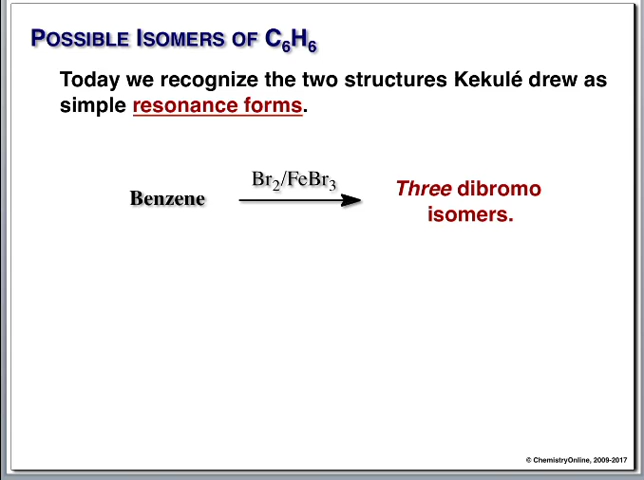 POSSIBLE ISOMERS OF C₆H₆
Today we recognize the two structures Kekulé drew as
simple resonance forms.
Br₂/FeBr₃
Benzene
Three dibromo
isomers.
© ChemistryOnline, 2009-2017